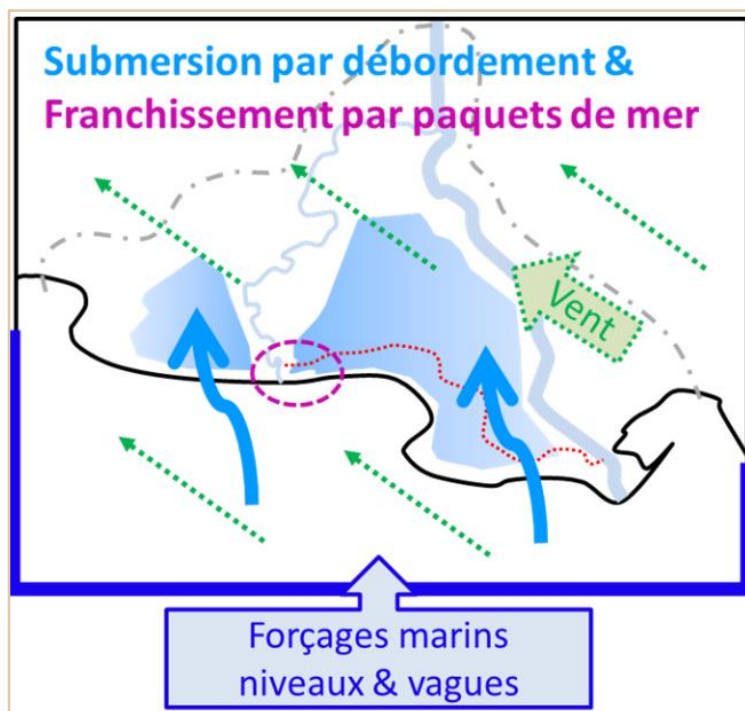 Submersion par débordement &
Franchissement par paquets de mer
Vent
Forçages marins
niveaux & vagues